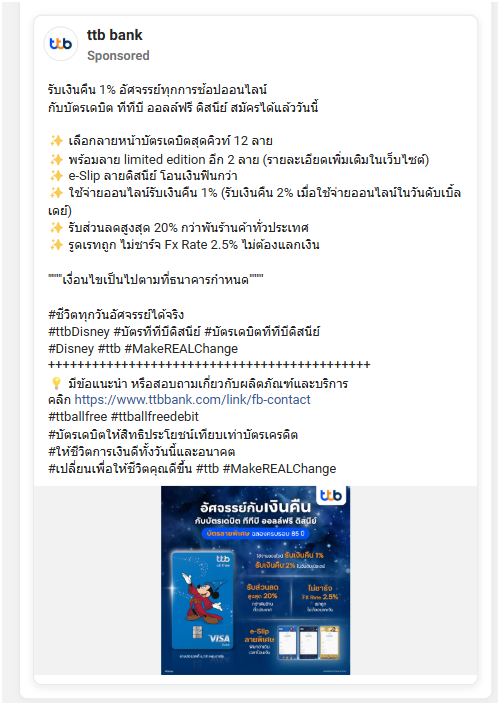 ttb
ttb bank
Sponsored
รับเงินคืน 1% อัศจรรย์ทุกการช้อปออนไลน์
กับบัตรเดบิต ทีทีบี ออลล์ฟรี ดิสนีย์ สมัครได้แล้ววันนี้
✨ เลือกลายหน้าบัตรเดบิตสุดคิวท์ 12 ลาย
✨ พร้อมลาย limited edition อีก 2 ลาย (รายละเอียดเพิ่มเติมในเว็บไซต์)
✨ e-Slip ลายดิสนีย์ โอนเงินฟินกว่า
✨ ใช้จ่ายออนไลน์รับเงินคืน 1% (รับเงินคืน 2% เมื่อใช้จ่ายออนไลน์ในวันดับเบิ้ล
เดย์)
✨ รับส่วนลดสูงสุด 20% กว่าพันร้านค้าทั่วประเทศ
✨ รูดเรทถูก ไม่ชาร์จ Fx Rate 2.5% ไม่ต้องแลกเงิน
""""เงื่อนไขเป็นไปตามที่ธนาคารกำหนด""""
#ชีวิตทุกวันอัศจรรย์ได้จริง
#ttbDisney #บัตรทีทีบีดิสนีย์ #บัตรเดบิตทีทีบีดิสนีย์
#Disney #ttb #MakeREALChange
++++++++++++++++++++++++++++++++++++++++++++
💡 มีข้อแนะนำ หรือสอบถามเกี่ยวกับผลิตภัณฑ์และบริการ
คลิก https://www.ttbbank.com/link/fb-contact
#ttballfree #ttballfreedebit
#บัตรเดบิตให้สิทธิประโยชน์เทียบเท่าบัตรเครดิต
#ให้ชีวิตการเงินดีทั้งวันนี้และอนาคต
#เปลี่ยนเพื่อให้ชีวิตคุณดีขึ้น #ttb #MakeREALChange
ttb
อัศจรรย์กับเงินคืน
กับบัตรเดบิต ทีทีบี ออลล์ฟรี ดิสนีย์
บัตรลายพิเศษ ฉลองครบรอบ 85 ปี
ttb
all free
รับเงินคืน 1%
รับเงินคืน 2%
รับส่วนลด
สูงสุด 20%
กว่าพันร้าน
ทั่วประเทศ
ไม่ชาร์จ
FX Rate 2.5%
e-Slip
ลายพิเศษ
VISA